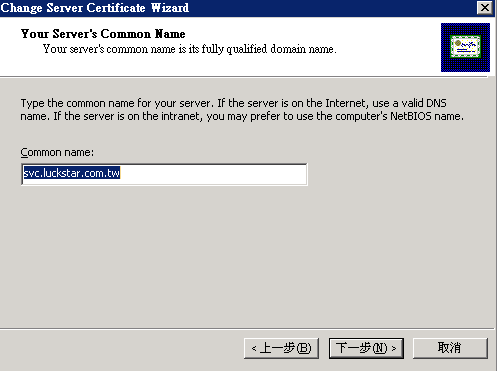 Change Server Certificate Wizard
Your Server's Common Name
Your server's common name is its fully qualified domain name.
Type the common name for your server. If the server is on the Internet, use a valid DNS
name. If the server is on the intranet, you may prefer to use the computer's NetBIOS name.
Common name:
svc.luckstar.com.tw
<上一步(B) 下一步(N)> 取消